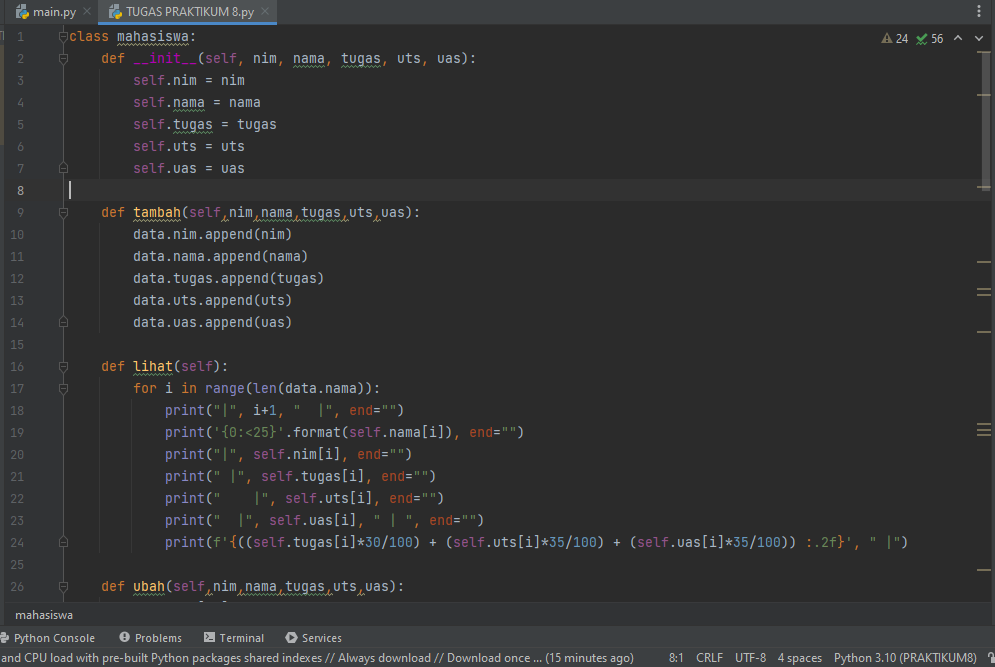 main.py TUGAS PRAKTIKUM 8.py
1 class mahasiswa: 24 56
2     def __init__(self, nim, nama, tugas, uts, uas):
3         self.nim = nim
4         self.nama = nama
5         self.tugas = tugas
6         self.uts = uts
7         self.uas = uas
8
9     def tambah(self,nim,nama,tugas,uts,uas):
10         data.nim.append(nim)
11         data.nama.append(nama)
12         data.tugas.append(tugas)
13         data.uts.append(uts)
14         data.uas.append(uas)
15
16     def lihat(self):
17         for i in range(len(data.nama)):
18             print("|", i+1, "  |", end="")
19             print('{0:<25}'.format(self.nama[i]), end="")
20             print("|", self.nim[i], end="")
21             print(" |", self.tugas[i], end="")
22             print("    |", self.uts[i], end="")
23             print("  |", self.uas[i], " | ", end="")
24             print(f'{((self.tugas[i]*30/100) + (self.uts[i]*35/100) + (self.uas[i]*35/100)) :.2f}', " |")
25
26     def ubah(self,nim,nama,tugas,uts,uas):
mahasiswa
Python Console Problems Terminal Services
and CPU load with pre-built Python packages shared indexes // Always download // Download once ... (15 minutes ago) 8:1 CRLF UTF-8 4 spaces Python 3.10 (PRAKTIKUM8)